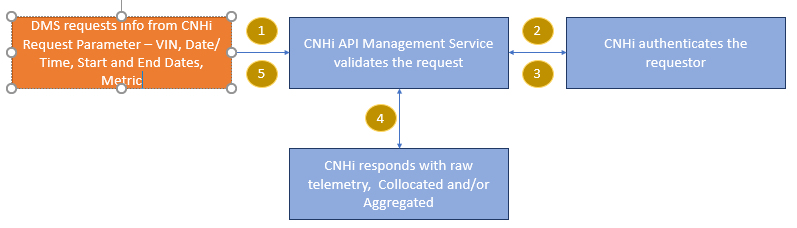 DMS requests info from CNHi
Request Parameter – VIN, Date/
Time, Start and End Dates,
Metric
1
5
CNHi API Management Service
validates the request
2
3
CNHi authenticates the
requestor
4
CNHi responds with raw
telemetry, Collocated and/or
Aggregated